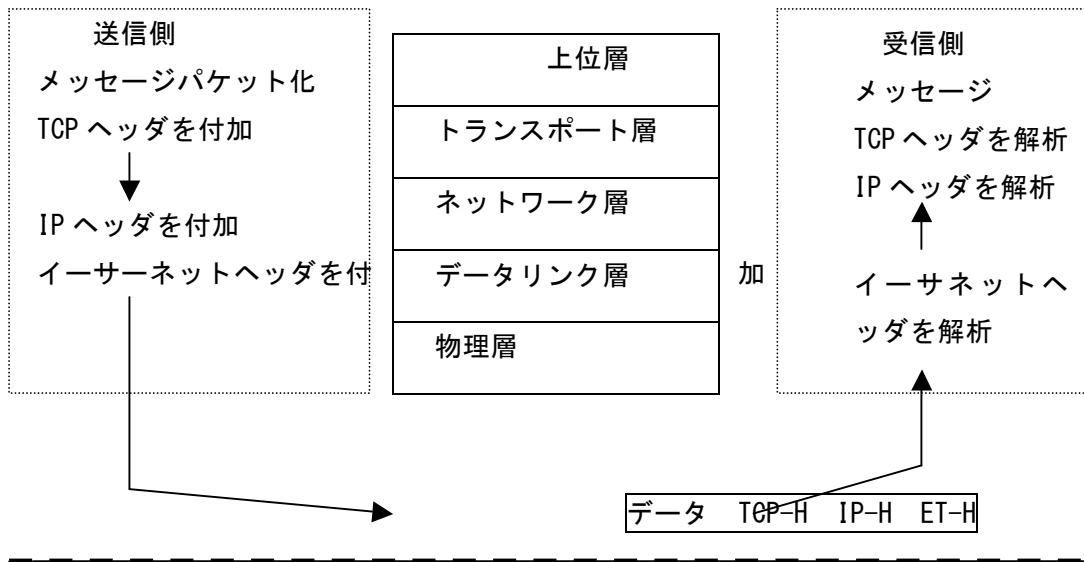 送信側
メッセージパケット化
TCP ヘッダを付加
IP ヘッダを付加
イーサーネットヘッダを付
上位層
トランスポート層
ネットワーク層
データリンク層
物理層
加
受信側
メッセージ
TCP ヘッダを解析
IP ヘッダを解析
イーサネットヘ
ッダを解析
データ TCP-H IP-H ET-H